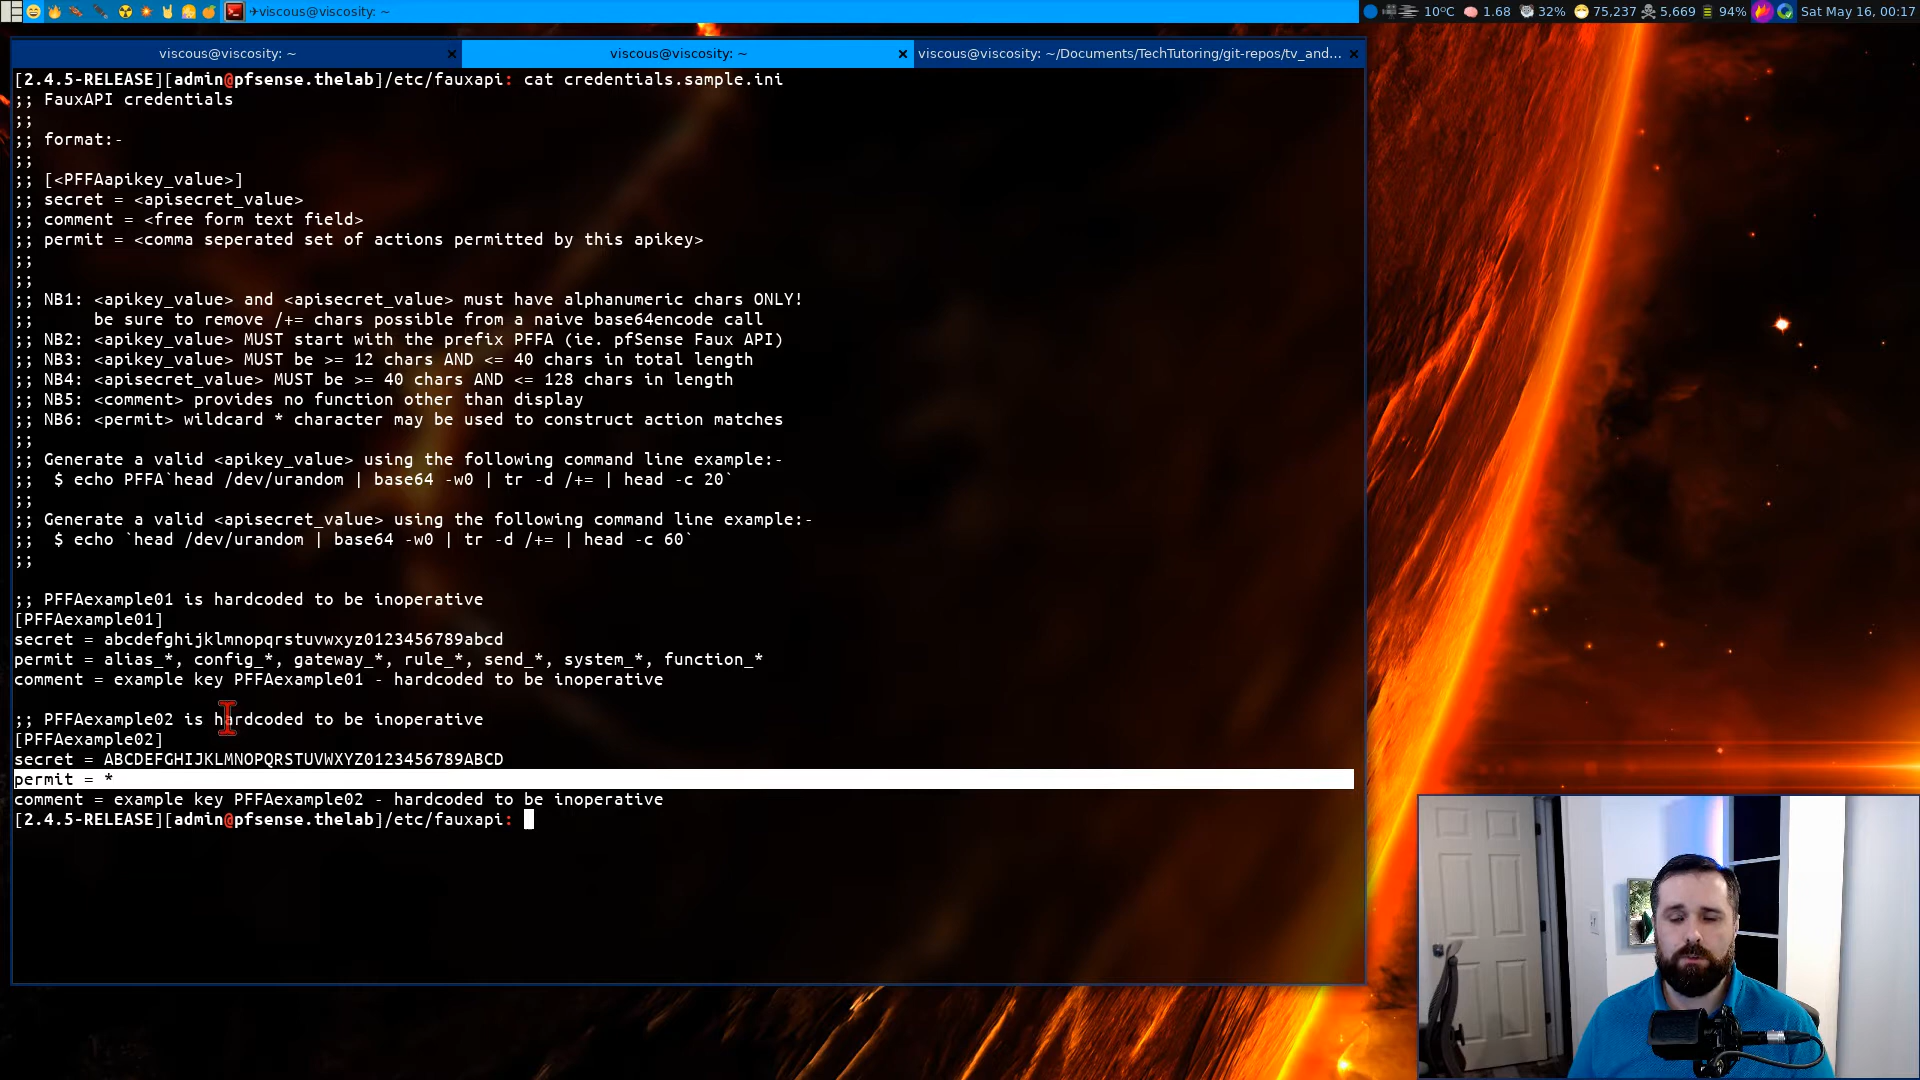 ✈viscous@viscosity: ~
10°C 1.68 32% 75,237 5,669 94% Sat May 16, 00:17
viscous@viscosity: ~ × viscous@viscosity: ~ × viscous@viscosity: ~/Documents/TechTutoring/git-repos/tv_and... ×
[2.4.5-RELEASE][admin@pfsense.thelab]/etc/fauxapi: cat credentials.sample.ini
;; FauxAPI credentials
;;
;; format:-
;;
;; [<PFFAapikey_value>]
;; secret = <apisecret_value>
;; comment = <free form text field>
;; permit = <comma seperated set of actions permitted by this apikey>
;;
;;
;; NB1: <apikey_value> and <apisecret_value> must have alphanumeric chars ONLY!
;;      be sure to remove /+= chars possible from a naive base64encode call
;; NB2: <apikey_value> MUST start with the prefix PFFA (ie. pfSense Faux API)
;; NB3: <apikey_value> MUST be >= 12 chars AND <= 40 chars in total length
;; NB4: <apisecret_value> MUST be >= 40 chars AND <= 128 chars in length
;; NB5: <comment> provides no function other than display
;; NB6: <permit> wildcard * character may be used to construct action matches
;;
;; Generate a valid <apikey_value> using the following command line example:-
;;  $ echo PFFA`head /dev/urandom | base64 -w0 | tr -d /+= | head -c 20`
;;
;; Generate a valid <apisecret_value> using the following command line example:-
;;  $ echo `head /dev/urandom | base64 -w0 | tr -d /+= | head -c 60`
;;
;; PFFAexample01 is hardcoded to be inoperative
[PFFAexample01]
secret = abcdefghijklmnopqrstuvwxyz0123456789abcd
permit = alias_*, config_*, gateway_*, rule_*, send_*, system_*, function_*
comment = example key PFFAexample01 - hardcoded to be inoperative
;; PFFAexample02 is hardcoded to be inoperative
[PFFAexample02]
secret = ABCDEFGHIJKLMNOPQRSTUVWXYZ0123456789ABCD
permit = *
comment = example key PFFAexample02 - hardcoded to be inoperative
[2.4.5-RELEASE][admin@pfsense.thelab]/etc/fauxapi: